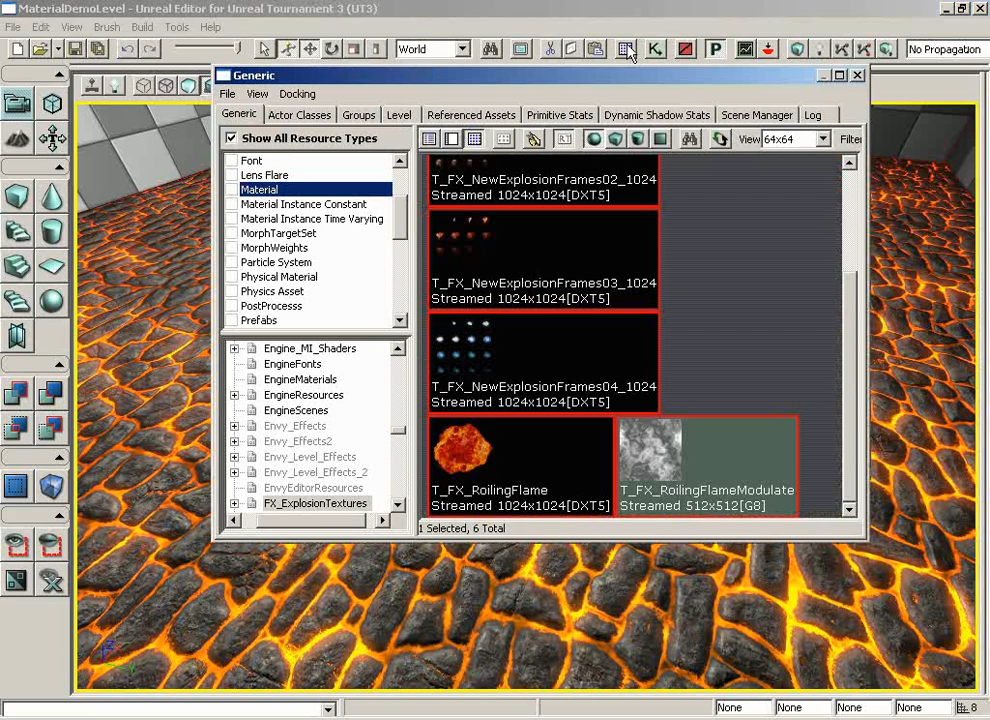 MaterialDemoLevel - Unreal Editor for Unreal Tournament 3 (UT3)
File Edit View Brush Build Tools Help
World
P
No Propagation
Generic
File View Docking
Generic Actor Classes Groups Level Referenced Assets Primitive Stats Dynamic Shadow Stats Scene Manager Log
Show All Resource Types
View 64x64 Filter
Font
Lens Flare
Material
Material Instance Constant
Material Instance Time Varying
MorphTargetSet
MorphWeights
Particle System
Physical Material
Physics Asset
PostProcesss
Prefabs
Engine_MI_Shaders
EngineFonts
EngineMaterials
EngineResources
EngineScenes
Envy_Effects
Envy_Effects2
Envy_Level_Effects
Envy_Level_Effects_2
EnvyEditorResources
FX_ExplosionTextures
T_FX_NewExplosionFrames02_1024
Streamed 1024x1024[DXT5]
T_FX_NewExplosionFrames03_1024
Streamed 1024x1024[DXT5]
T_FX_NewExplosionFrames04_1024
Streamed 1024x1024[DXT5]
T_FX_RoilingFlame
Streamed 1024x1024[DXT5]
T_FX_RoilingFlameModulate
Streamed 512x512[G8]
1 Selected, 6 Total
None None None None 8